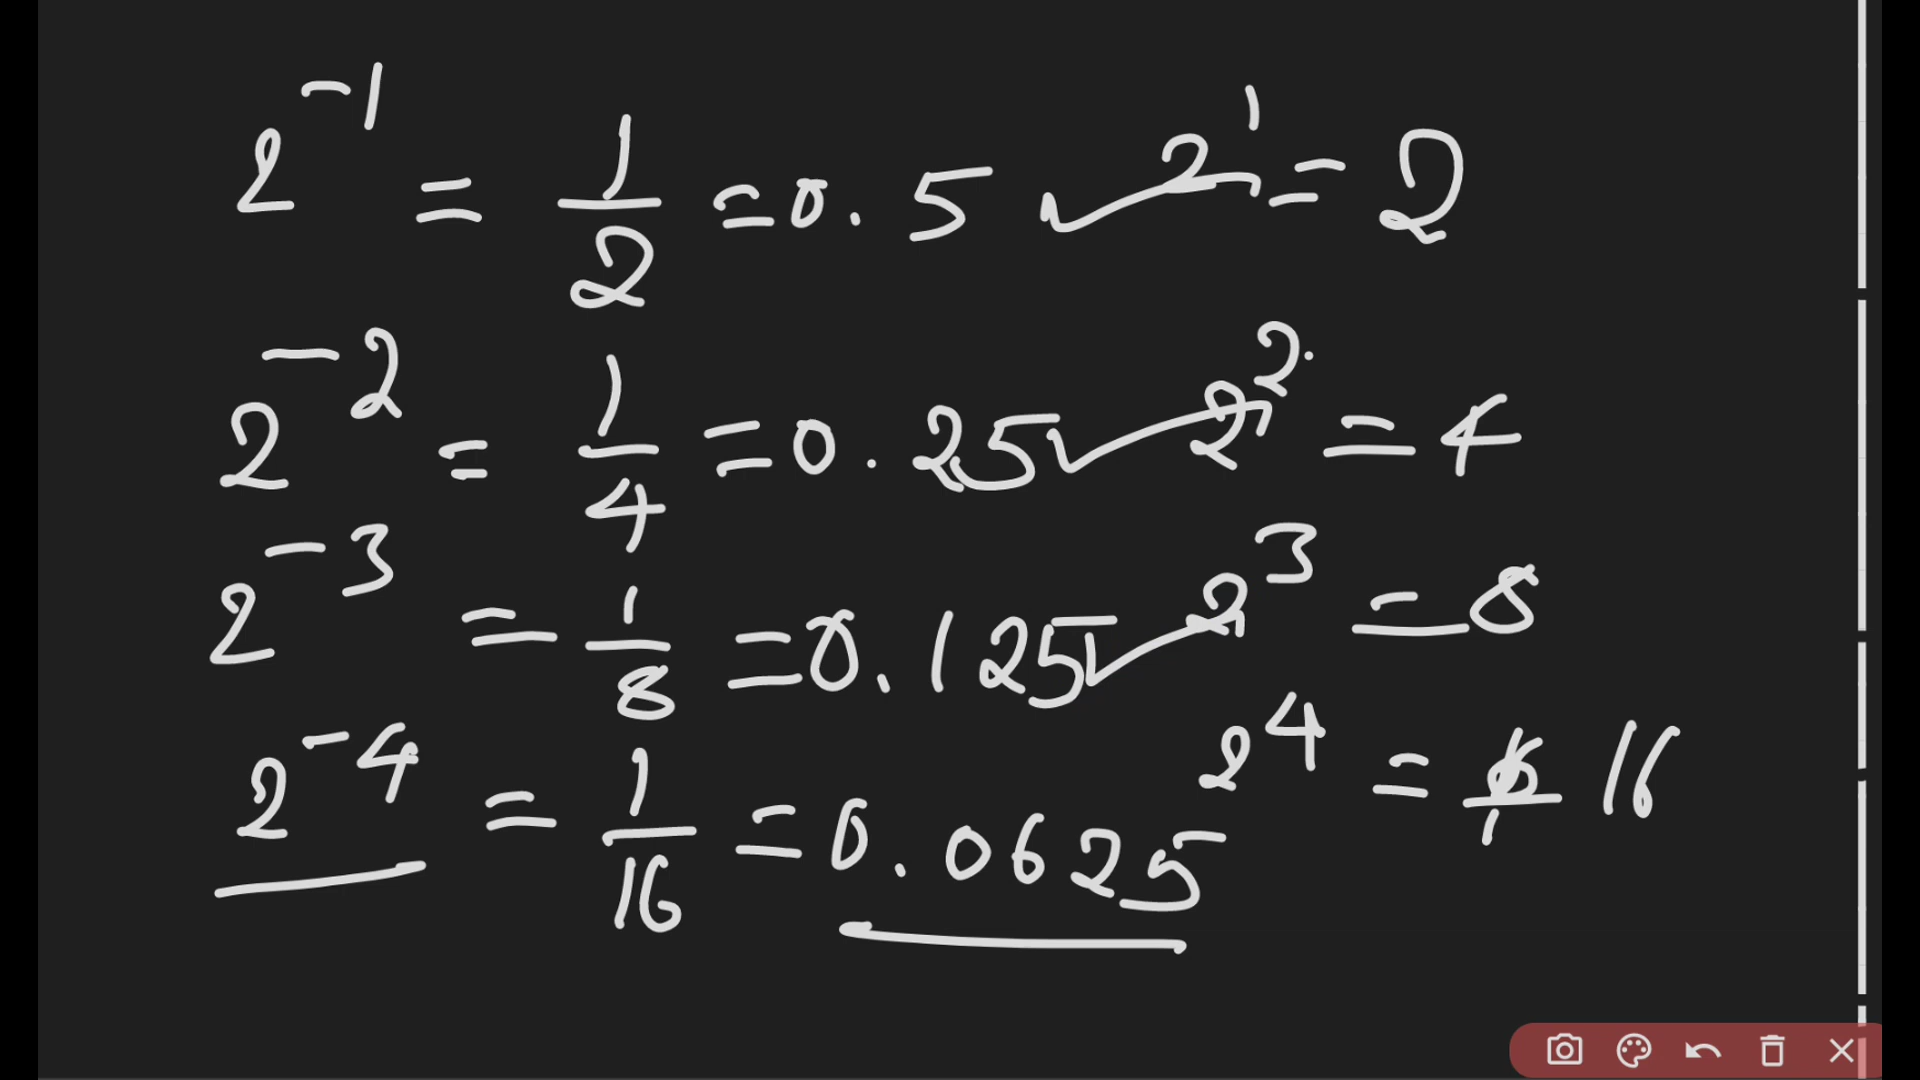 2^-1 = 1/2 = 0.5 ✓ 2^1 = 2
2^-2 = 1/4 = 0.25 ✓ 2^2. = 4
2^-3 = 1/8 = 0.125 ✓ 2^3 = 8
2^-4 = 1/16 = 0.0625 2^4 = 16